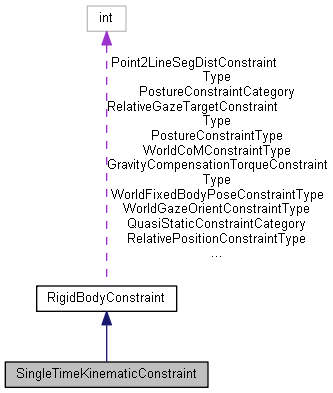 int
Point2LineSegDistConstraint
Type
PostureConstraintCategory
RelativeGazeTargetConstraint
Type
PostureConstraintType
WorldCoMConstraintType
GravityCompensationTorqueConstraint
Type
WorldFixedBodyPoseConstraintType
WorldGazeOrientConstraintType
QuasiStaticConstraintCategory
RelativePositionConstraintType
...
RigidBodyConstraint
SingleTimeKinematicConstraint